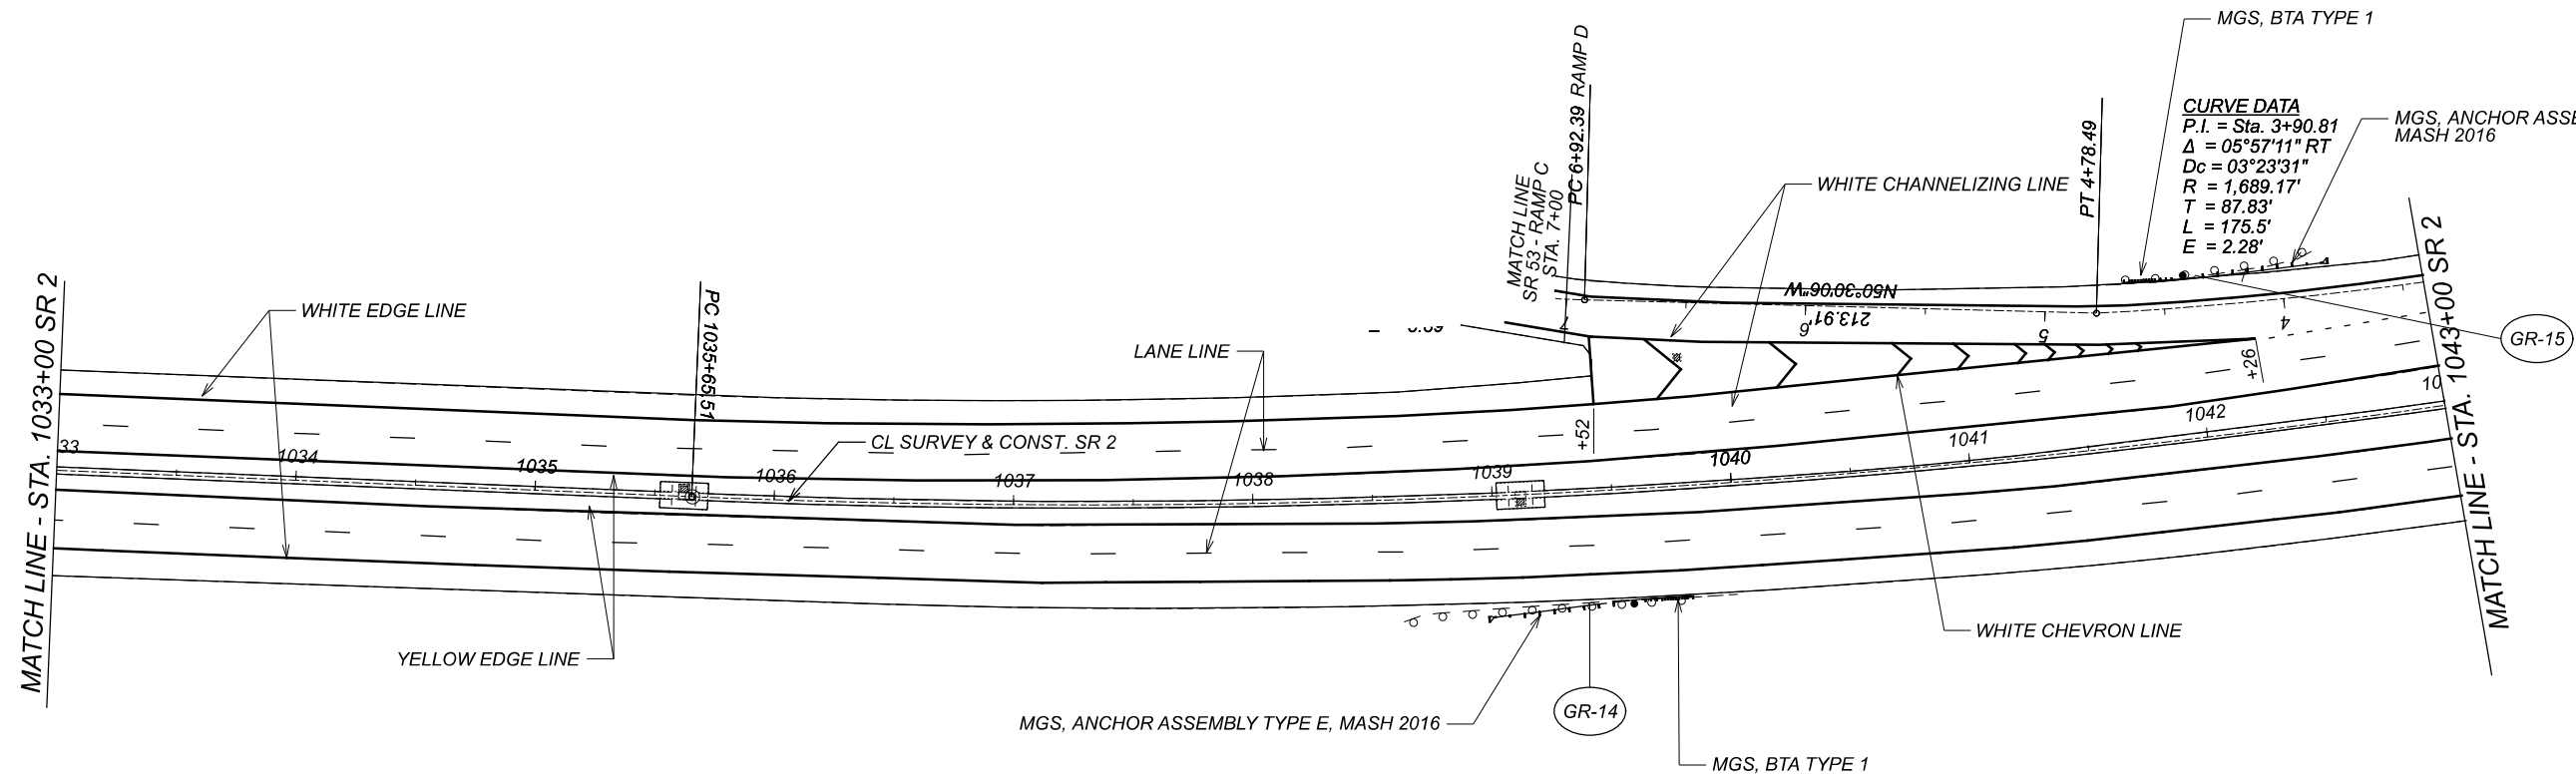 MGS, BTA TYPE 1
CURVE DATA
P.I. = Sta. 3+90.81
Δ = 05°57'11" RT
Dc = 03°23'31"
R = 1,689.17'
T = 87.83'
L = 175.5'
E = 2.28'
MGS, ANCHOR ASSE
MASH 2016
PC 6+92.39 RAMP D
MATCH LINE
SR 53 - RAMP C
STA. 7+00
PT 4+78.49
WHITE CHANNELIZING LINE
N50°30'06"W
213.91'
7
6
5
4
GR-15
MATCH LINE - STA. 1033+00 SR 2
WHITE EDGE LINE
PC 1035+65.51
LANE LINE
CL SURVEY & CONST. SR 2
+52
+26
33
1034
1035
1036
1037
1038
1039
1040
1041
1042
10
MATCH LINE - STA. 1043+00 SR 2
YELLOW EDGE LINE
WHITE CHEVRON LINE
MGS, ANCHOR ASSEMBLY TYPE E, MASH 2016
GR-14
MGS, BTA TYPE 1